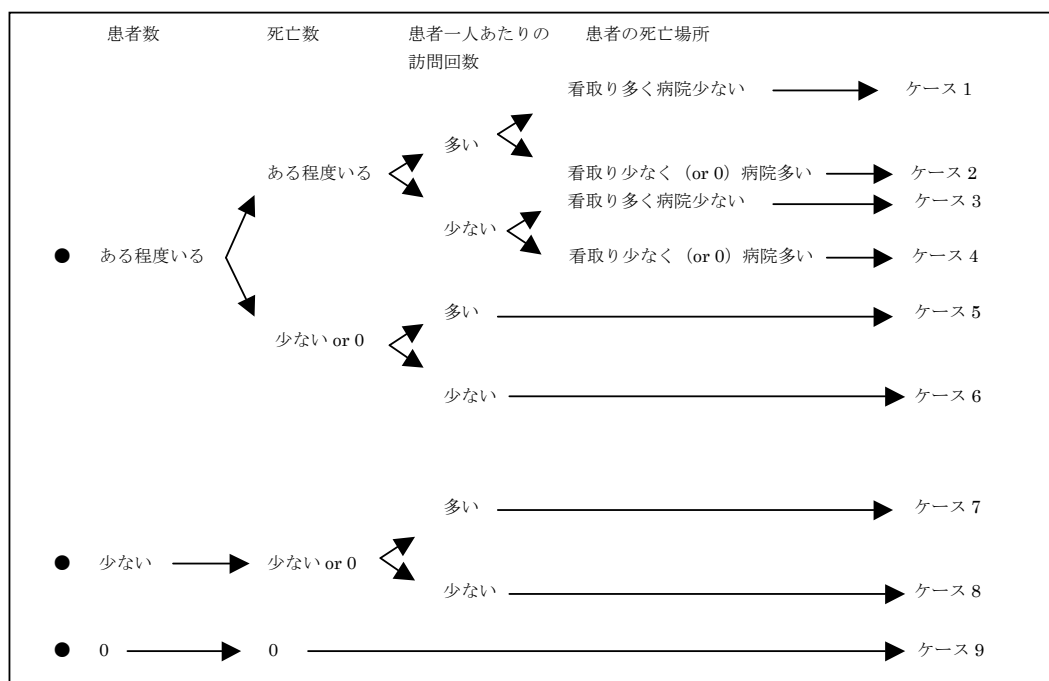 患者数 死亡数 患者一人あたりの 患者の死亡場所
訪問回数
看取り多く病院少ない ケース 1
多い
ある程度いる 看取り少なく（or 0）病院多い ケース 2
看取り多く病院少ない ケース 3
少ない
● ある程度いる 看取り少なく（or 0）病院多い ケース 4
多い ケース 5
少ない or 0
少ない ケース 6
多い ケース 7
● 少ない 少ない or 0
少ない ケース 8
● 0 0 ケース 9